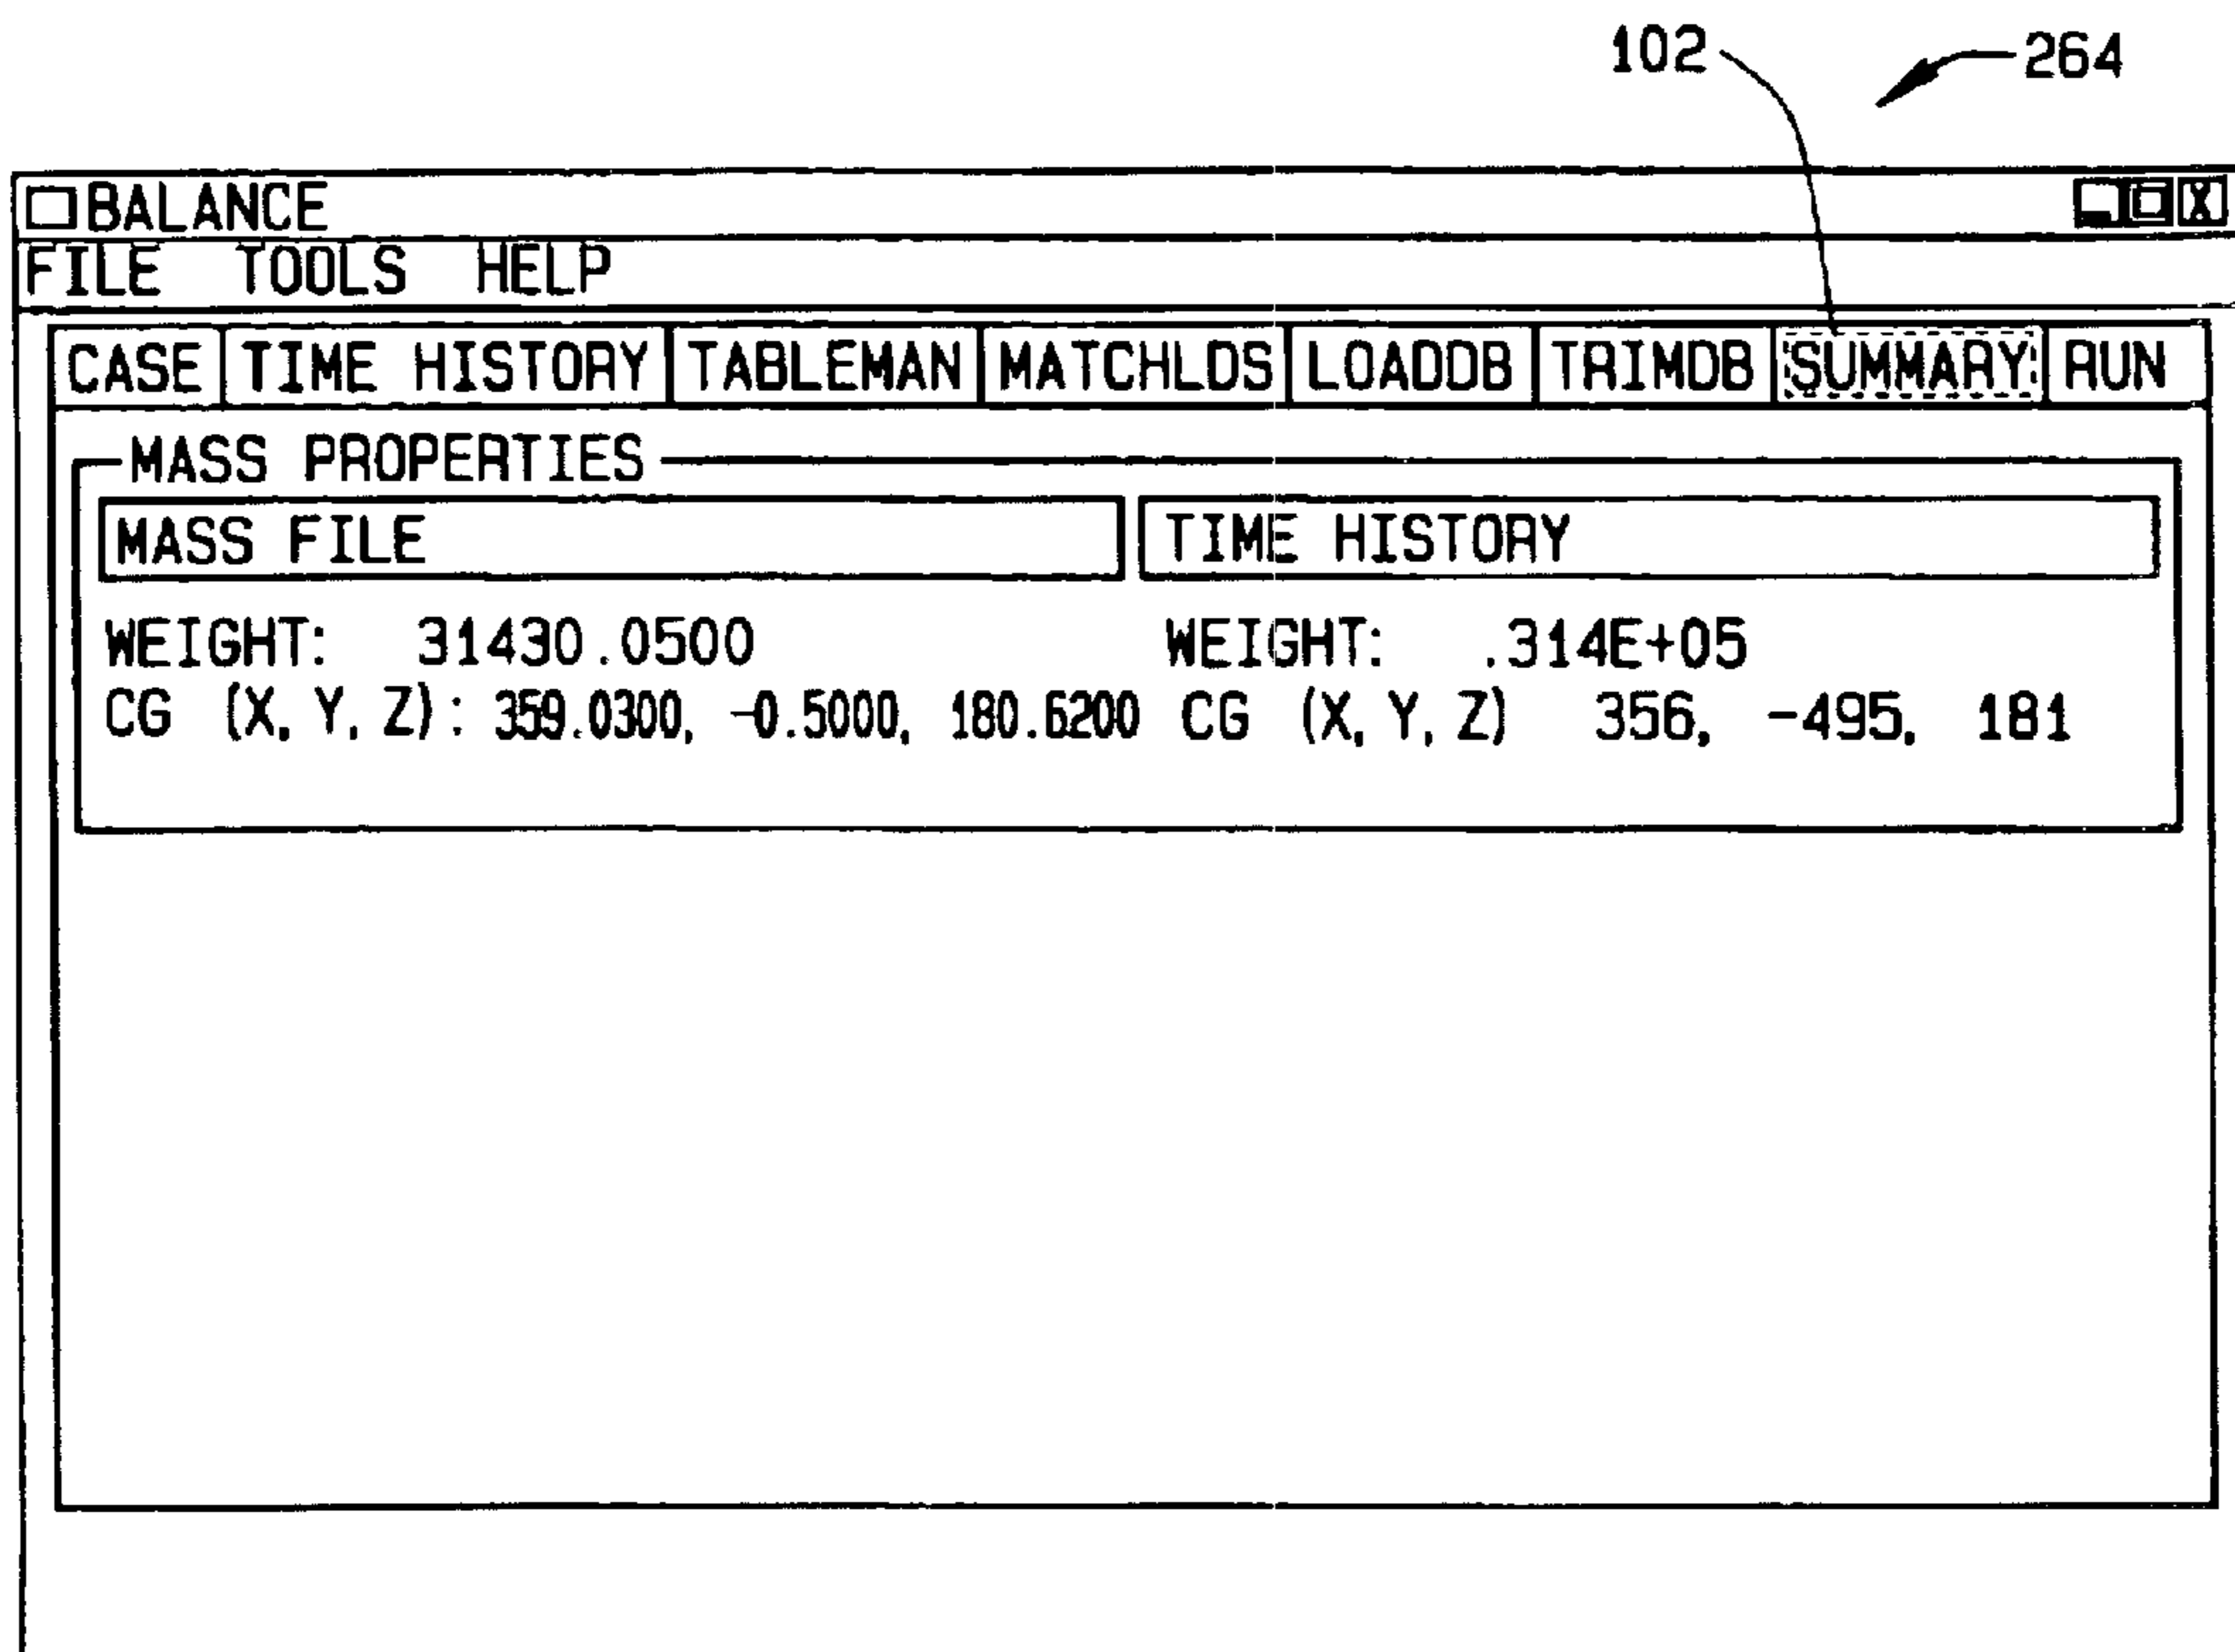 102 264
BALANCE
FILE TOOLS HELP
CASE TIME HISTORY TABLEMAN MATCHLDS LOADDB TRIMDB SUMMARY RUN
MASS PROPERTIES
MASS FILE TIME HISTORY
WEIGHT: 31430.0500 WEIGHT: .314E+05
CG (X, Y, Z): 359.0300, -0.5000, 180.6200 CG (X, Y, Z) 356, -495, 181